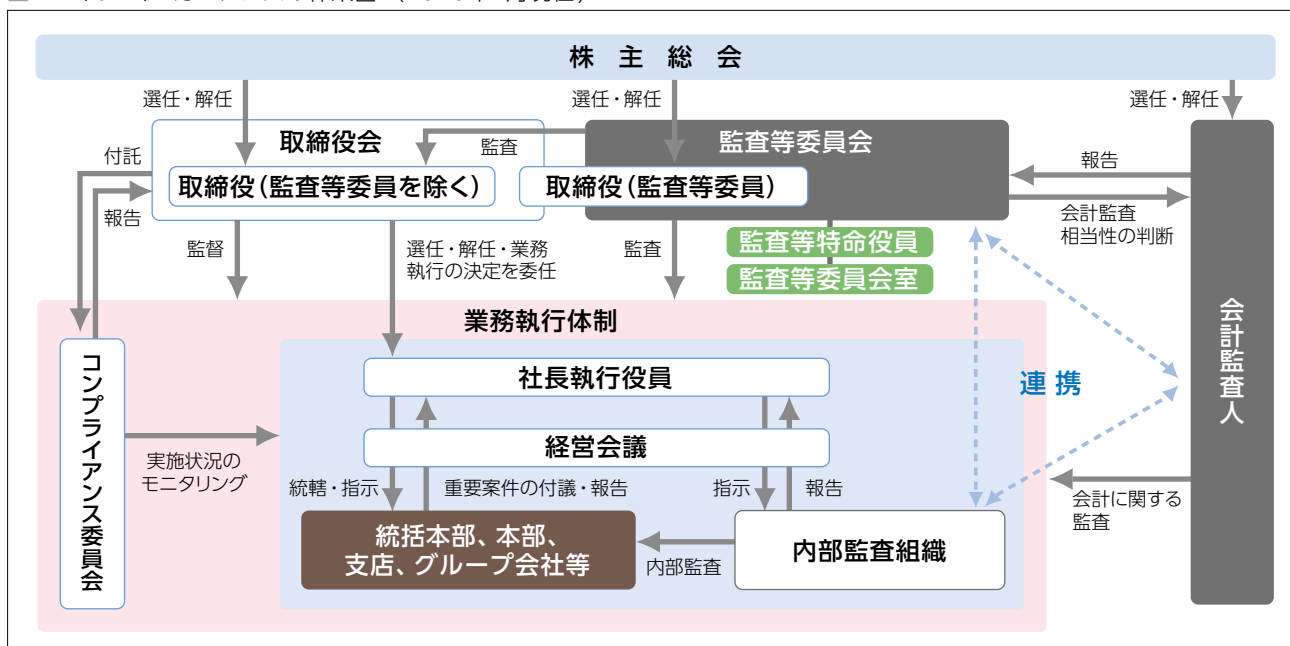 株主総会
選任・解任
選任・解任
選任・解任
取締役会
監査
監査等委員会
付託
報告
取締役（監査等委員を除く）
取締役（監査等委員）
報告
会計監査
相当性の判断
監督
選任・解任・業務
執行の決定を委任
監査
監査等特命役員
監査等委員会室
業務執行体制
会計監査人
コンプライアンス委員会
社長執行役員
連携
経営会議
実施状況の
モニタリング
統轄・指示
重要案件の付議・報告
指示
報告
会計に関する
監査
統括本部、本部、
支店、グループ会社等
内部監査
内部監査組織